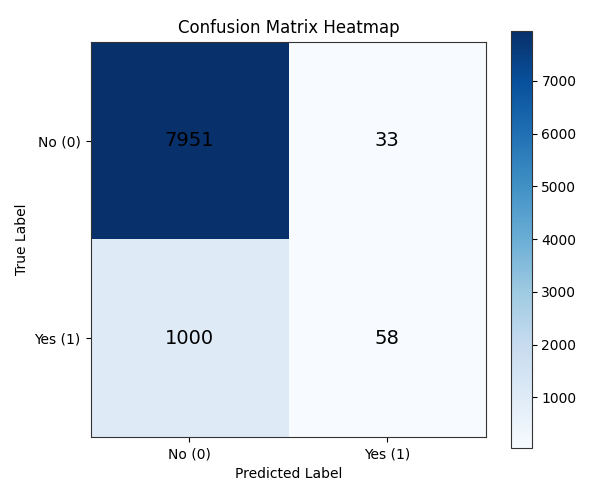 Confusion Matrix Heatmap
True Label
No (0)
7951
33
Yes (1)
1000
58
No (0)
Yes (1)
Predicted Label
7000
6000
5000
4000
3000
2000
1000